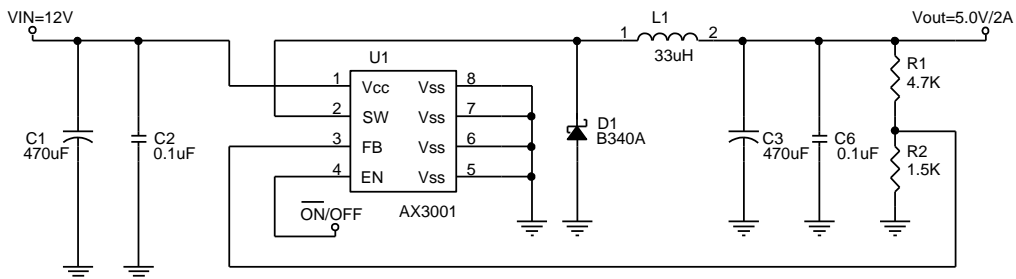 VIN=12V
L1
Vout=5.0V/2A
1 2
33uH
U1
R1
4.7K
1 Vcc Vss 8
2 SW Vss 7
3 FB Vss 6
4 EN Vss 5
AX3001
ON/OFF
C1
470uF
C2
0.1uF
D1
B340A
C3
470uF
C6
0.1uF
R2
1.5K